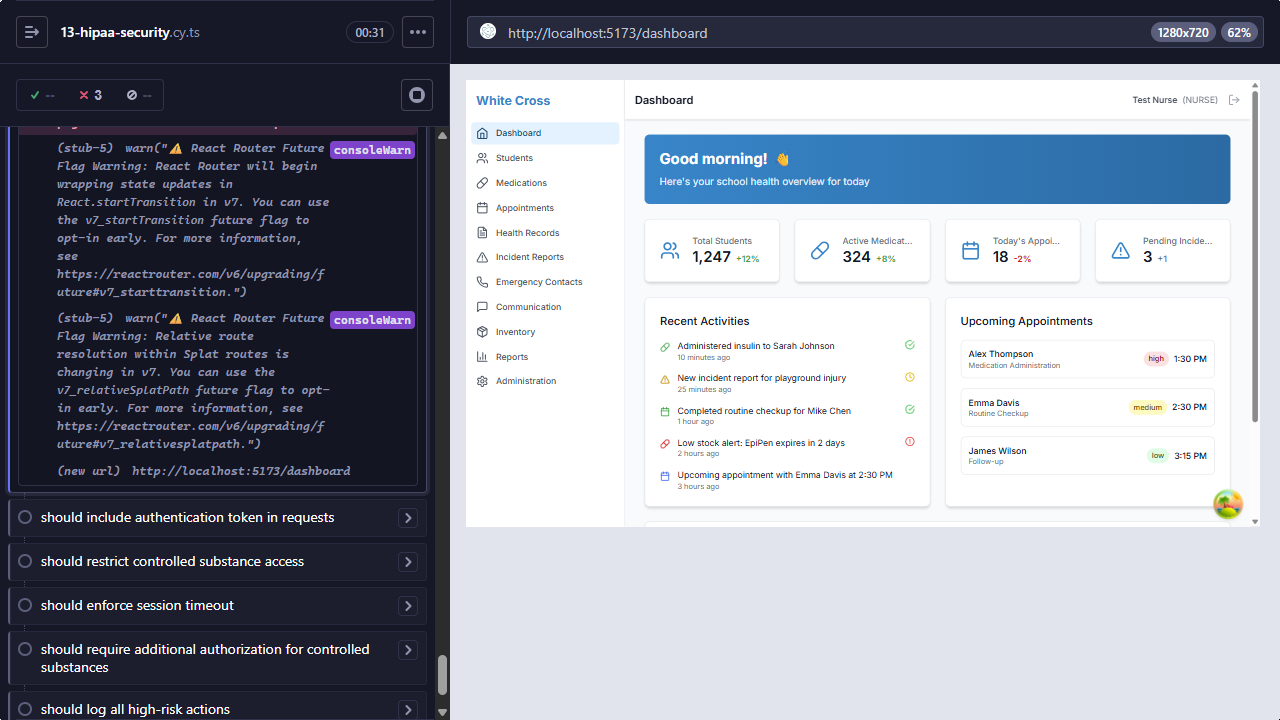 13-hipaa-security.cy.ts
00:31
--
3
--
(stub-5) warn("⚠️ React Router Future
Flag Warning: React Router will begin
wrapping state updates in
React.startTransition in v7. You can use
the v7_startTransition future flag to
opt-in early. For more information,
see
https://reactrouter.com/v6/upgrading/f
uture#v7_starttransition.")
consoleWarn
(stub-5) warn("⚠️ React Router Future
Flag Warning: Relative route
resolution within Splat routes is
changing in v7. You can use the
v7_relativeSplatPath future flag to opt-
in early. For more information, see
https://reactrouter.com/v6/upgrading/f
uture#v7_relativesplatpath.")
consoleWarn
(new url) http://localhost:5173/dashboard
should include authentication token in requests
should restrict controlled substance access
should enforce session timeout
should require additional authorization for controlled
substances
should log all high-risk actions
http://localhost:5173/dashboard
1280x720
62%
White Cross
Dashboard
Students
Medications
Appointments
Health Records
Incident Reports
Emergency Contacts
Communication
Inventory
Reports
Administration
Dashboard
Test Nurse (NURSE)
Good morning! 👋
Here's your school health overview for today
Total Students
1,247 +12%
Active Medicat...
324 +8%
Today's Appoi...
18 -2%
Pending Incide...
3 +1
Recent Activities
Administered insulin to Sarah Johnson
10 minutes ago
New incident report for playground injury
25 minutes ago
Completed routine checkup for Mike Chen
1 hour ago
Low stock alert: EpiPen expires in 2 days
2 hours ago
Upcoming appointment with Emma Davis at 2:30 PM
3 hours ago
Upcoming Appointments
Alex Thompson
Medication Administration
high 1:30 PM
Emma Davis
Routine Checkup
medium 2:30 PM
James Wilson
Follow-up
low 3:15 PM